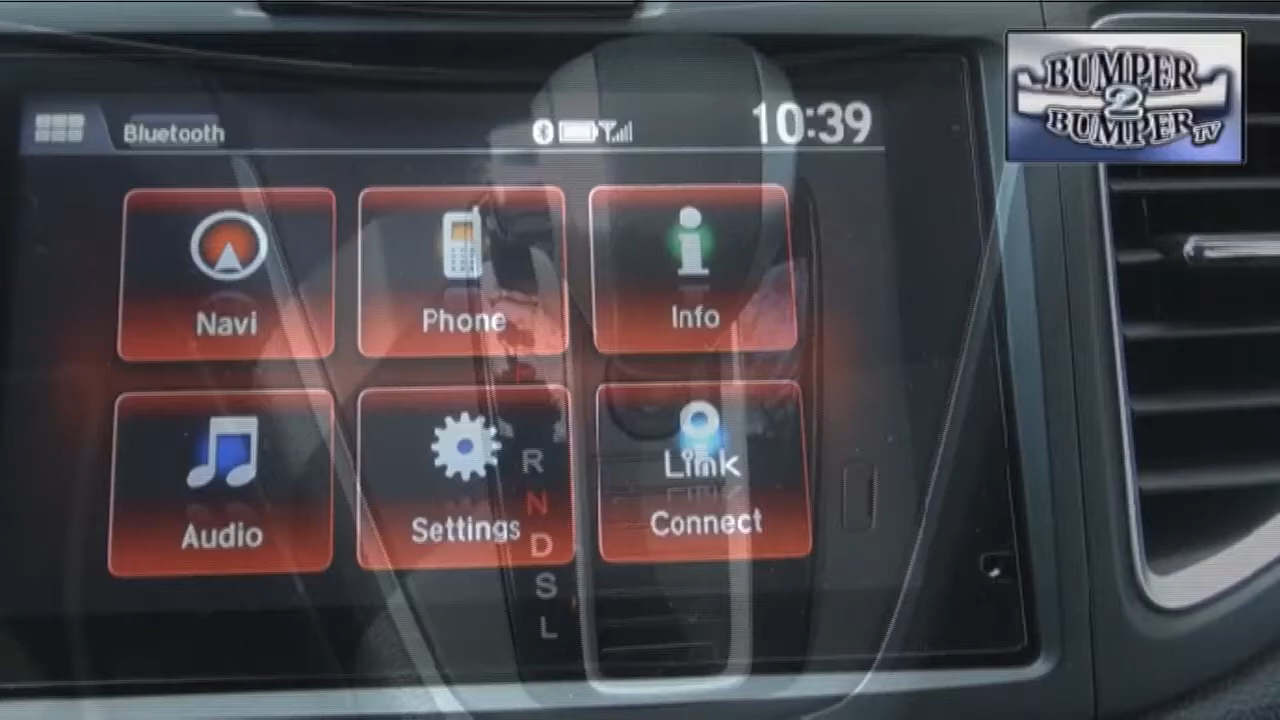 BUMPER
2
BUMPER TV
Bluetooth
10:39
Navi
Phone
Info
Audio
Settings
Link
Connect
P
R
N
D
S
L